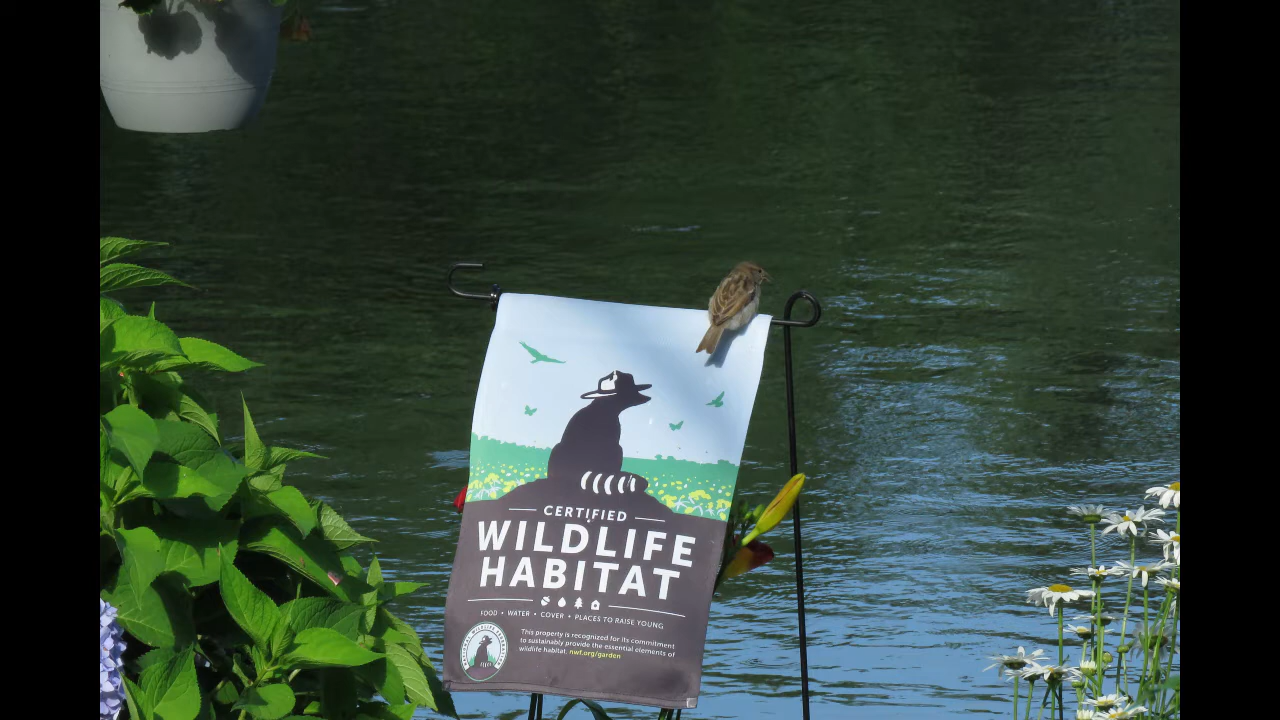 CERTIFIED
WILDLIFE
HABITAT
FOOD • WATER • COVER • PLACES TO RAISE YOUNG
This property is recognized for its commitment
to sustainably provide the essential elements of
wildlife habitat. nwf.org/garden